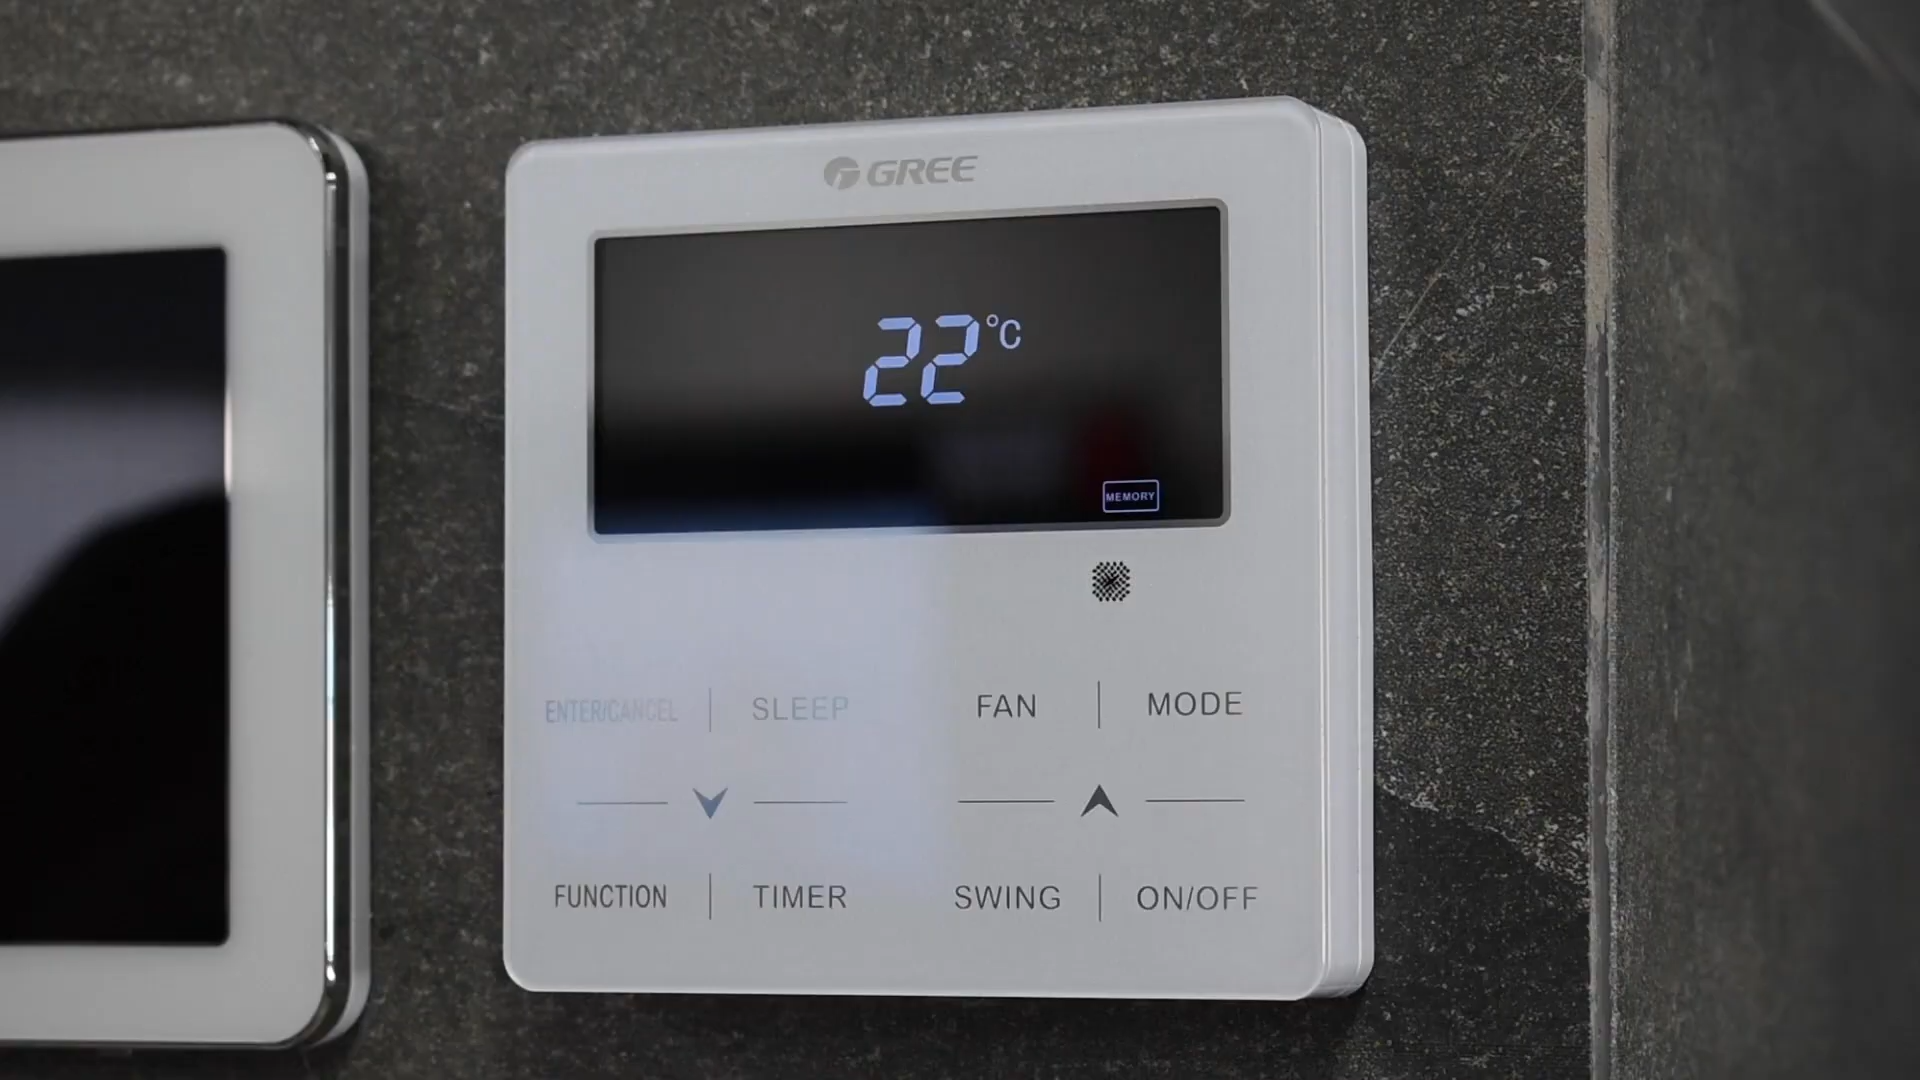 GREE
22°C
MEMORY
ENTER/CANCEL SLEEP FAN MODE
FUNCTION TIMER SWING ON/OFF